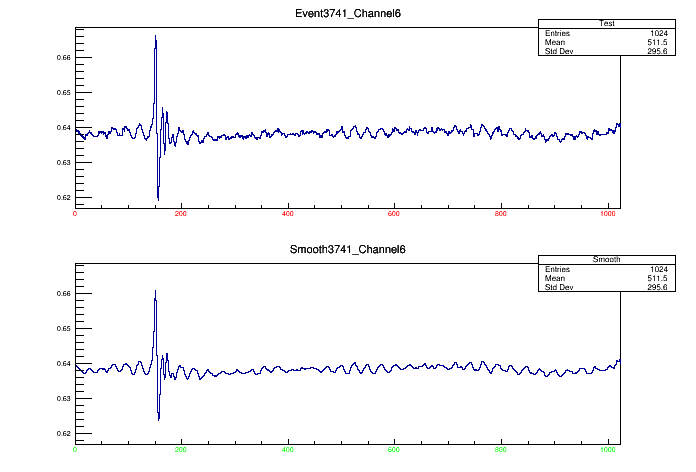 Event3741_Channel6
Test
Entries 1024
Mean 511.5
Std Dev 295.6
0.66
0.65
0.64
0.63
0.62
0 200 400 600 800 1000
Smooth3741_Channel6
Smooth
Entries 1024
Mean 511.5
Std Dev 295.6
0.66
0.65
0.64
0.63
0.62
0 200 400 600 800 1000